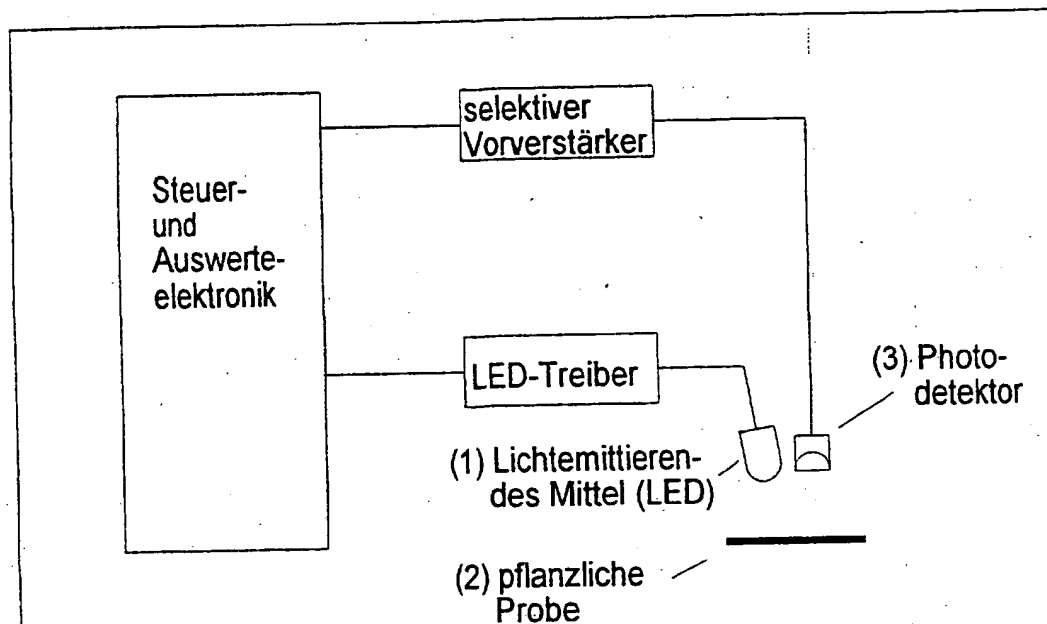 selektiver
Vorverstärker
Steuer-
und
Auswerte-
elektronik
LED-Treiber
(3) Photo-
detektor
(1) Lichtemittieren-
des Mittel (LED)
(2) pflanzliche
Probe